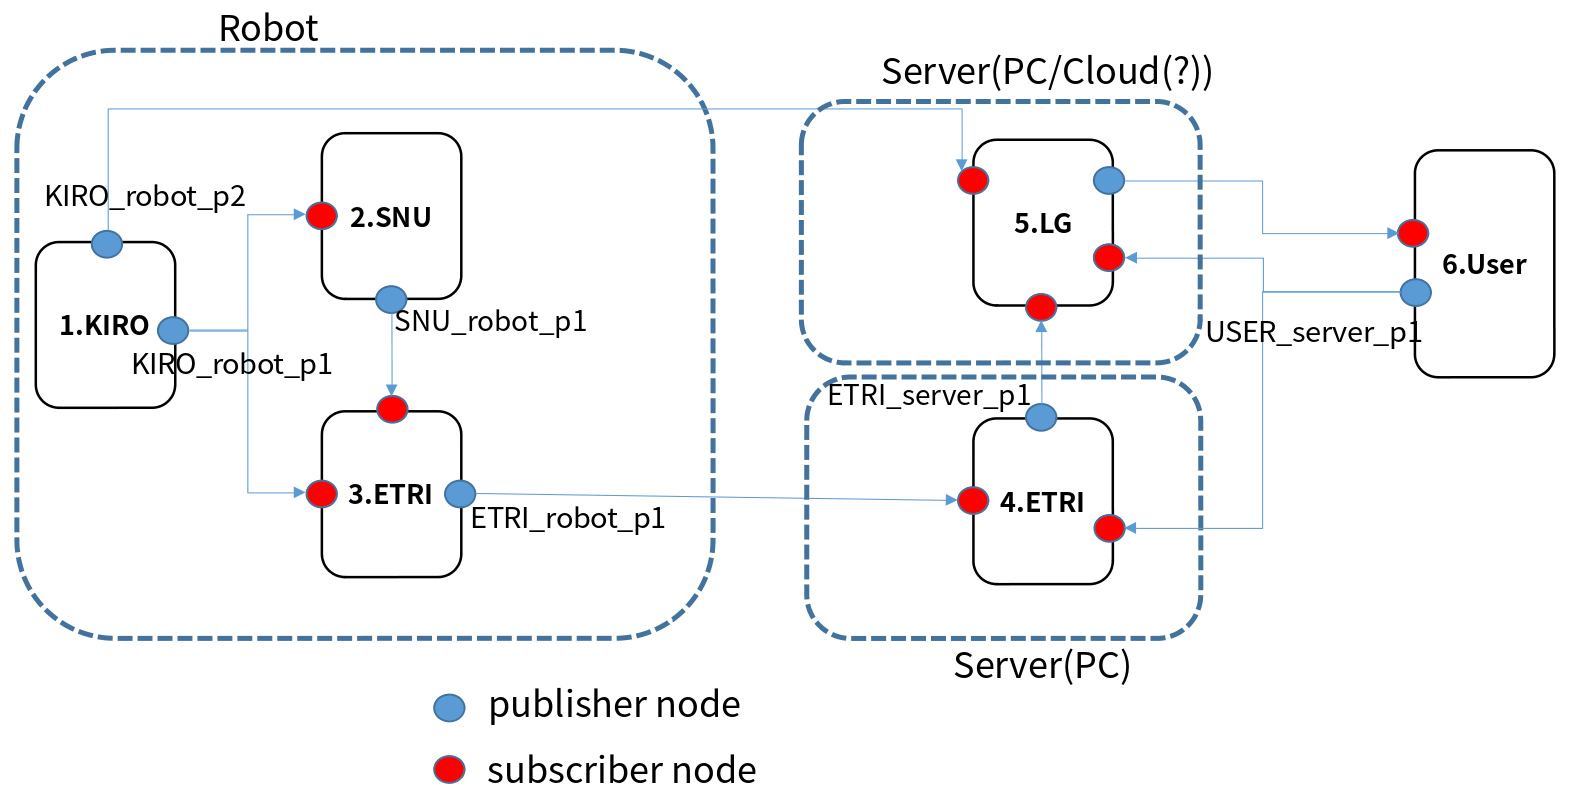 Robot
Server(PC/Cloud(?))
KIRO_robot_p2
2.SNU
5.LG
6.User
1.KIRO
SNU_robot_p1
USER_server_p1
KIRO_robot_p1
ETRI_server_p1
3.ETRI
4.ETRI
ETRI_robot_p1
Server(PC)
publisher node
subscriber node